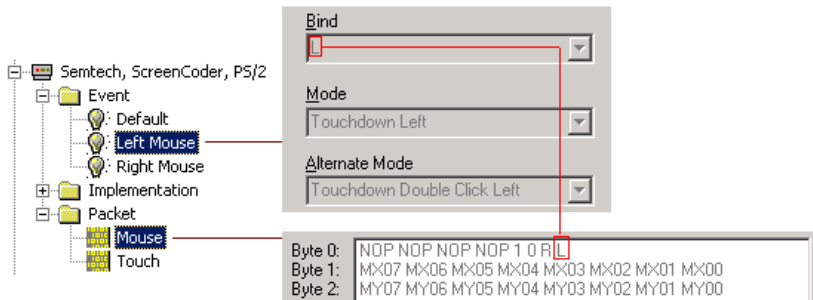 Semtech, ScreenCoder, PS/2
Event
Default
Left Mouse
Right Mouse
Implementation
Packet
Mouse
Touch
Bind
L
Mode
Touchdown Left
Alternate Mode
Touchdown Double Click Left
Byte 0: NOP NOP NOP NOP 1 0 R L
Byte 1: MX07 MX06 MX05 MX04 MX03 MX02 MX01 MX00
Byte 2: MY07 MY06 MY05 MY04 MY03 MY02 MY01 MY00